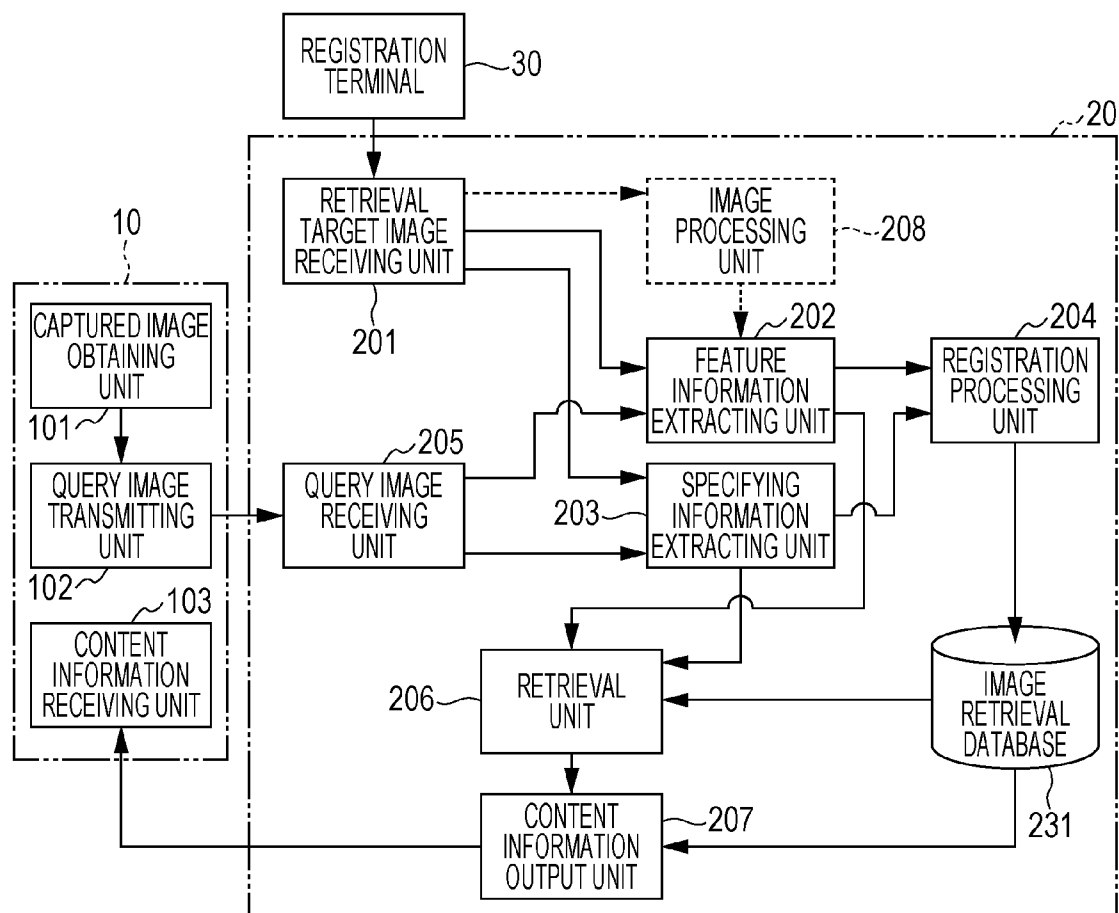 REGISTRATION
TERMINAL
30
20
RETRIEVAL
TARGET IMAGE
RECEIVING UNIT
201
IMAGE
PROCESSING
UNIT
208
10
CAPTURED IMAGE
OBTAINING
UNIT
101
202
FEATURE
INFORMATION
EXTRACTING UNIT
204
REGISTRATION
PROCESSING
UNIT
QUERY IMAGE
TRANSMITTING
UNIT
102
205
QUERY IMAGE
RECEIVING
UNIT
203
SPECIFYING
INFORMATION
EXTRACTING UNIT
103
CONTENT
INFORMATION
RECEIVING UNIT
206
RETRIEVAL
UNIT
IMAGE
RETRIEVAL
DATABASE
231
CONTENT
INFORMATION
OUTPUT UNIT
207